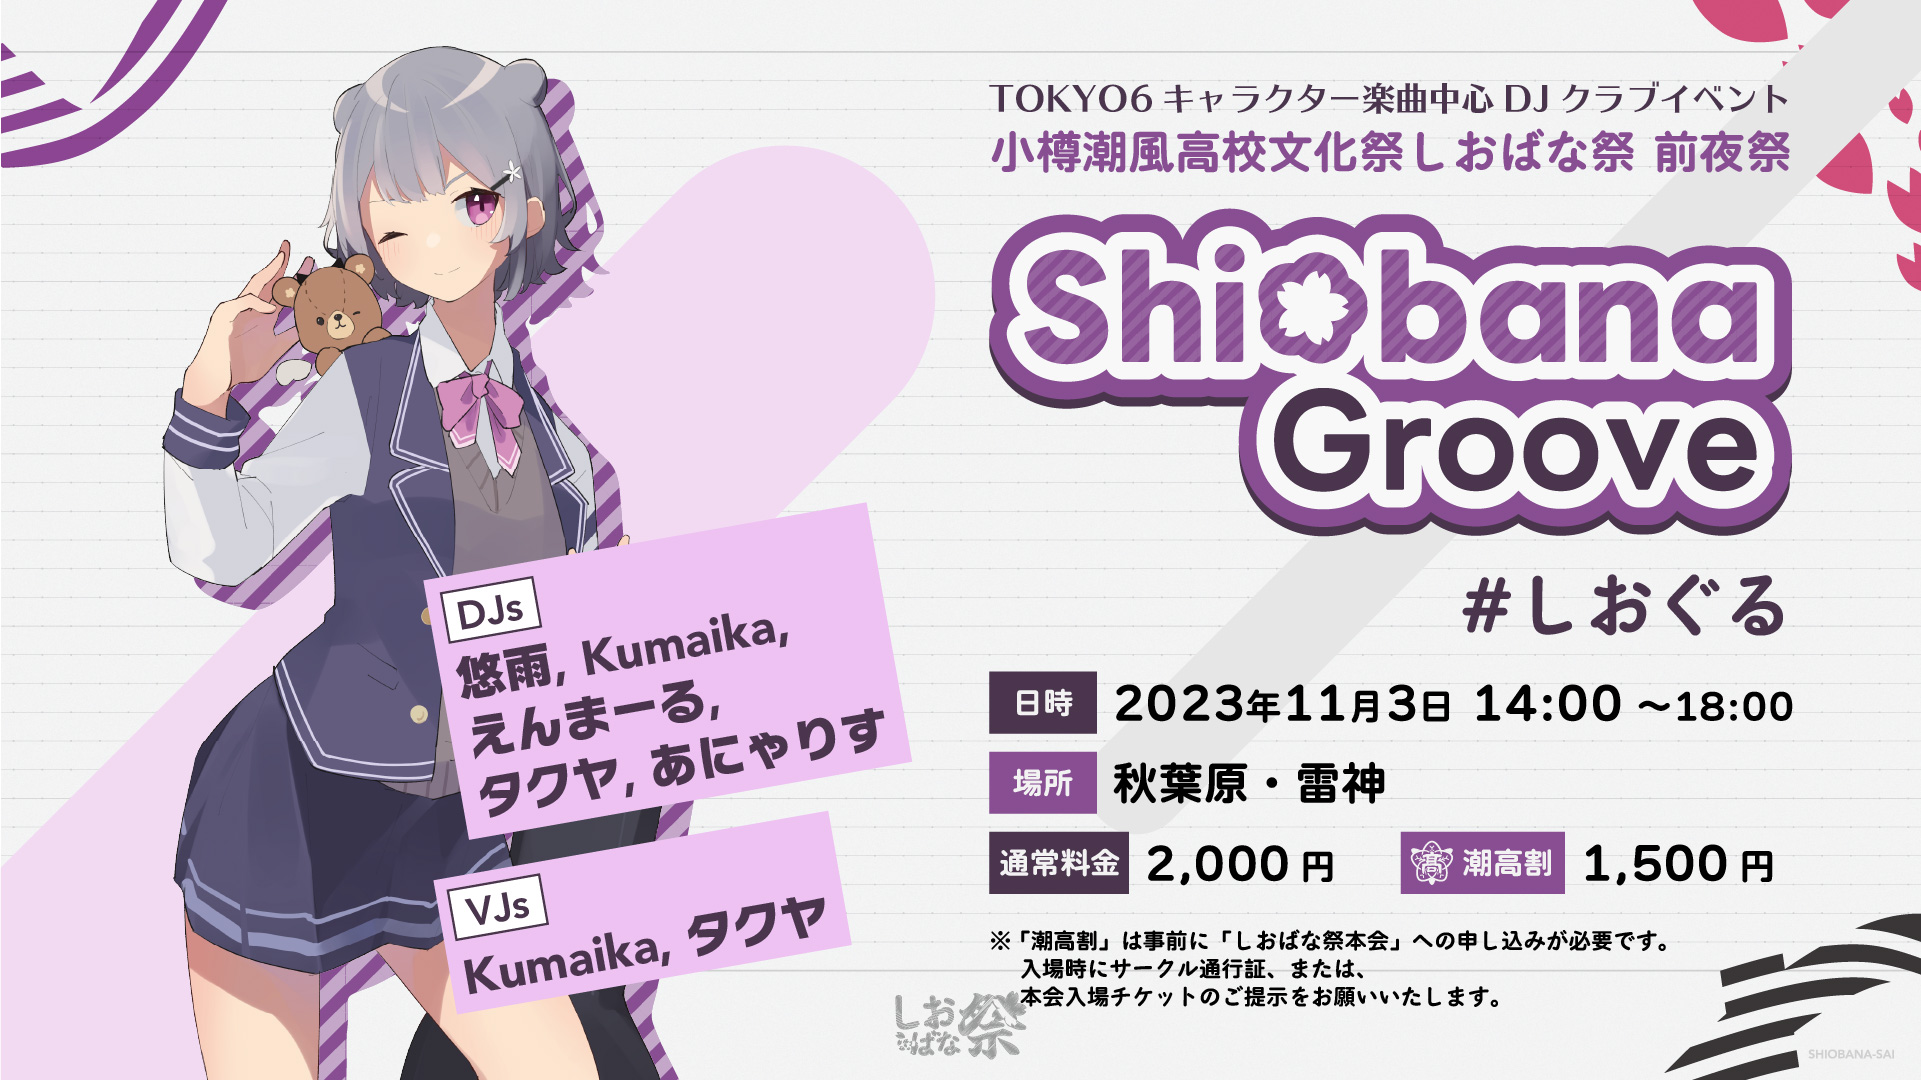 TOKYO6 キャラクター楽曲中心 DJ クラブイベント
小樽潮風高校文化祭しおばな祭 前夜祭
Shiobana
Groove
#しおぐる
日時 2023年11月3日 14:00 ～18:00
場所 秋葉原・雷神
通常料金 2,000 円 高 潮高割 1,500 円
※「潮高割」は事前に「しおばな祭本会」への申し込みが必要です。
入場時にサークル通行証、または、
本会入場チケットのご提示をお願いいたします。
DJs
悠雨, Kumaika,
えんまーる,
タクヤ, あにゃりす
VJs
Kumaika, タクヤ
しおばな祭
SHIOBANA-SAI